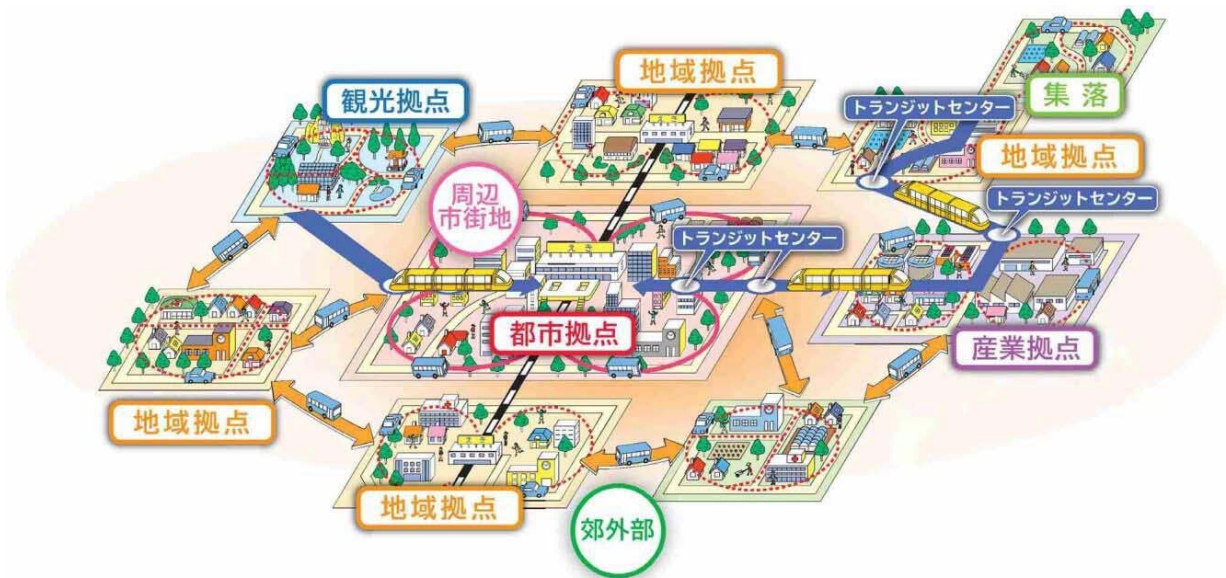 地域拠点
観光拠点
集落
トランジットセンター
地域拠点
周辺
市街地
トランジットセンター
トランジットセンター
都市拠点
産業拠点
地域拠点
地域拠点
郊外部